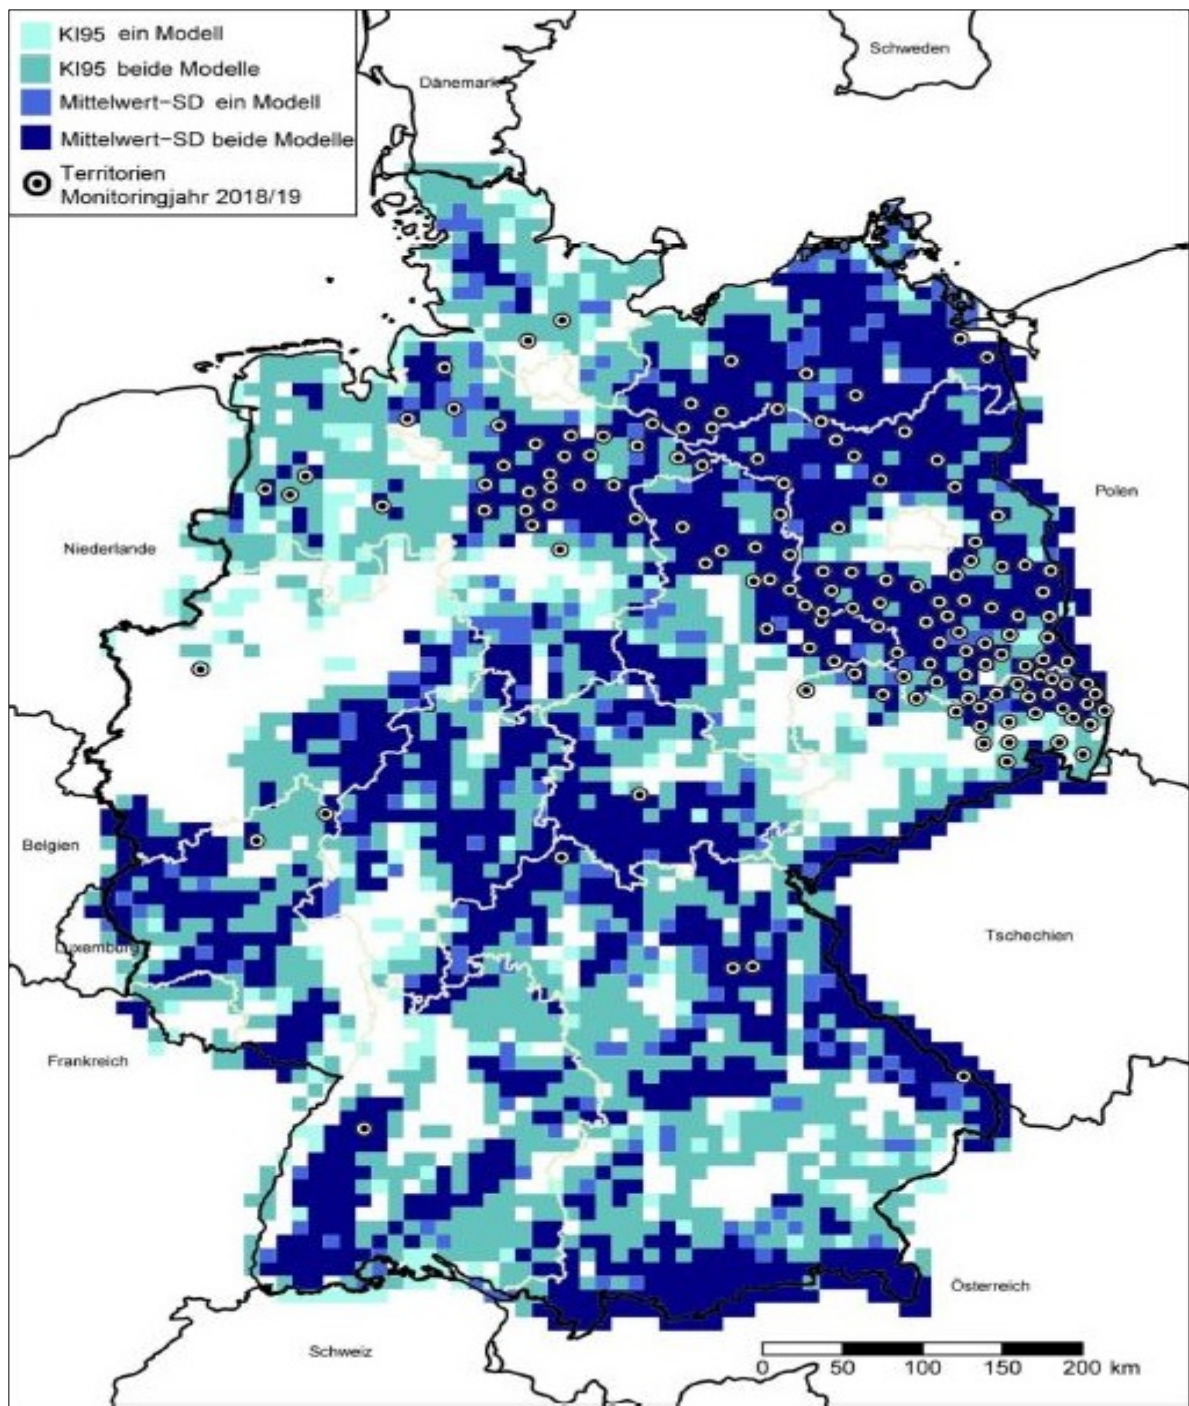 KI95 ein Modell
KI95 beide Modelle
Mittelwert-SD ein Modell
Mittelwert-SD beide Modelle
Territorien
Monitoringjahr 2018/19
Schweden
Dänemark
Polen
Niederlande
Belgien
Luxemburg
Tschechien
Frankreich
Österreich
Schweiz
0 50 100 150 200 km